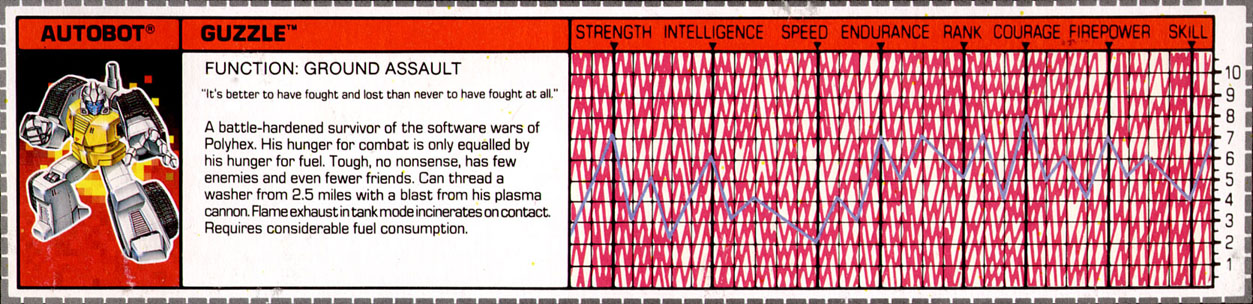 AUTOBOT®
GUZZLE™
STRENGTH INTELLIGENCE SPEED ENDURANCE RANK COURAGE FIREPOWER SKILL
FUNCTION: GROUND ASSAULT
"It's better to have fought and lost than never to have fought at all."
A battle-hardened survivor of the software wars of
Polyhex. His hunger for combat is only equalled by
his hunger for fuel. Tough, no nonsense, has few
enemies and even fewer friends. Can thread a
washer from 2.5 miles with a blast from his plasma
cannon. Flame exhaust in tank mode incinerates on contact.
Requires considerable fuel consumption.
10
9
8
7
6
5
4
3
2
1